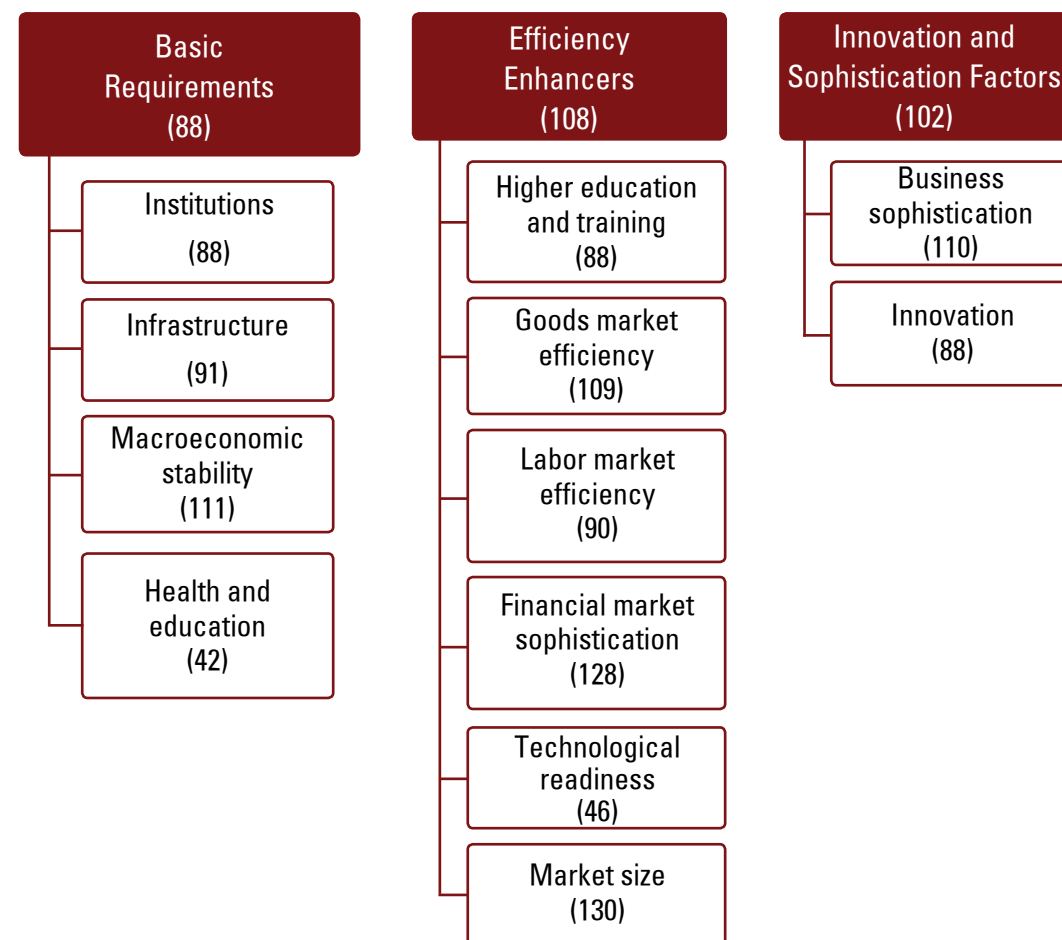 Basic
Requirements
(88)
Institutions
(88)
Infrastructure
(91)
Macroeconomic
stability
(111)
Health and
education
(42)
Efficiency
Enhancers
(108)
Higher education
and training
(88)
Goods market
efficiency
(109)
Labor market
efficiency
(90)
Financial market
sophistication
(128)
Technological
readiness
(46)
Market size
(130)
Innovation and
Sophistication Factors
(102)
Business
sophistication
(110)
Innovation
(88)